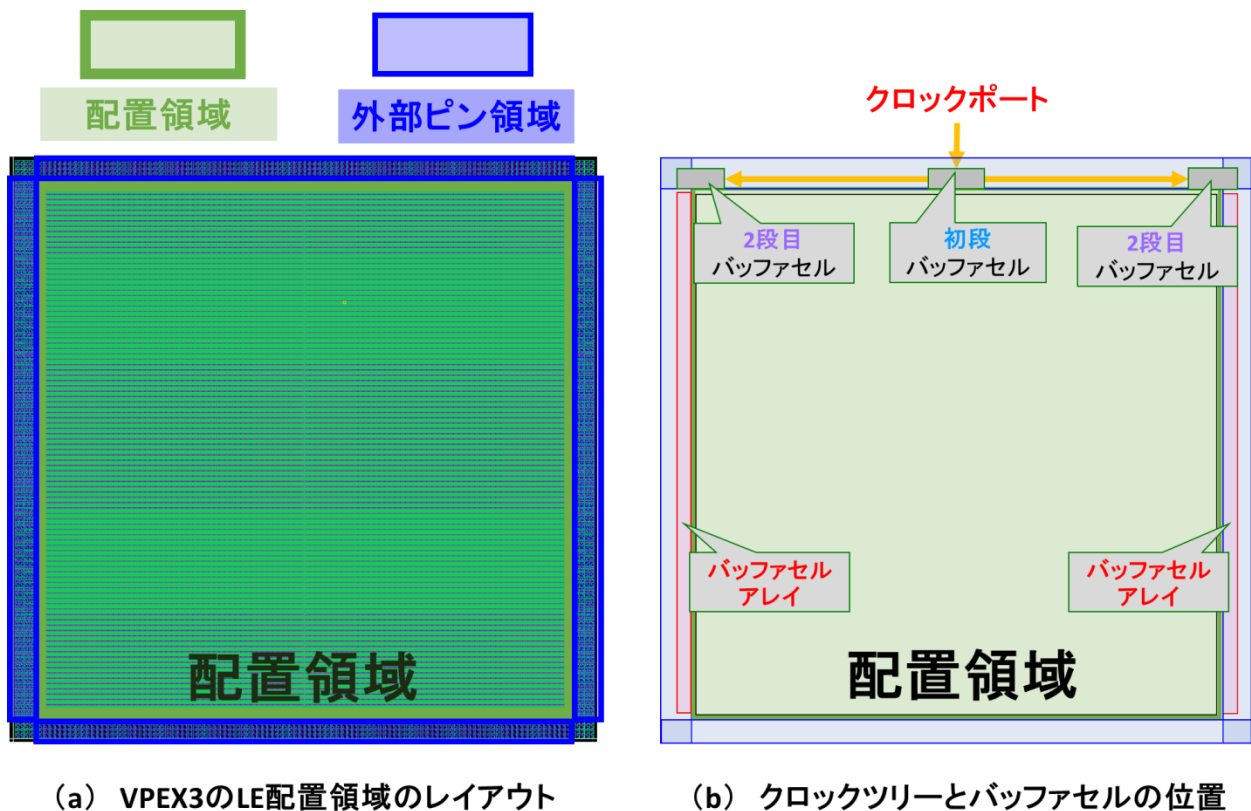 配置領域
外部ピン領域
配置領域
(a) VPEX3のLE配置領域のレイアウト
クロックポート
2段目
バッファセル
初段
バッファセル
2段目
バッファセル
バッファセル
アレイ
バッファセル
アレイ
配置領域
(b) クロックツリーとバッファセルの位置